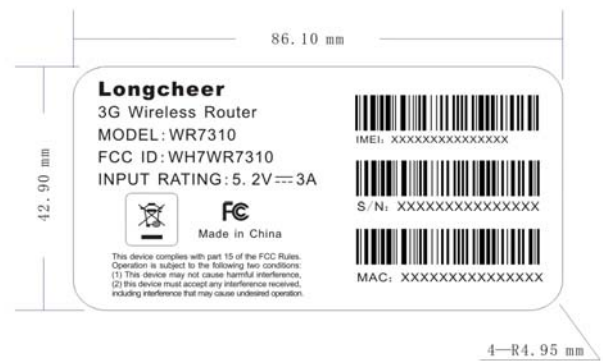 86.10 mm
42.90 mm
Longcheer
3G Wireless Router
MODEL: WR7310
FCC ID: WH7WR7310
INPUT RATING: 5. 2V⎓3A
FC
Made in China
This device complies with part 15 of the FCC Rules.
Operation is subject to the following two conditions:
(1) This device may not cause harmful interference,
(2) this device must accept any interference received,
including interference that may cause undesired operation.
IMEI: XXXXXXXXXXXXXXX
S/N: XXXXXXXXXXXXXXX
MAC: XXXXXXXXXXXXXXX
4—R4.95 mm